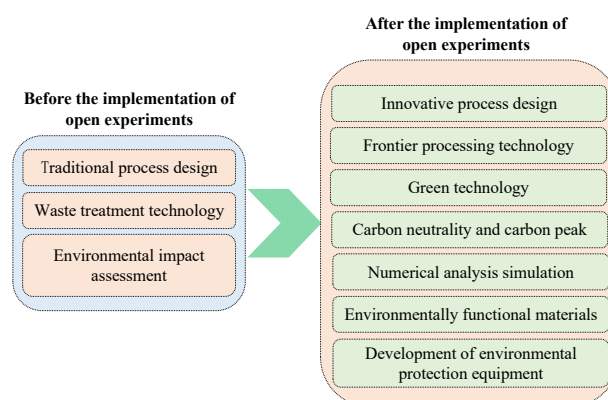 Before the implementation of
open experiments
Traditional process design
Waste treatment technology
Environmental impact
assessment
After the implementation of
open experiments
Innovative process design
Frontier processing technology
Green technology
Carbon neutrality and carbon peak
Numerical analysis simulation
Environmentally functional materials
Development of environmental
protection equipment